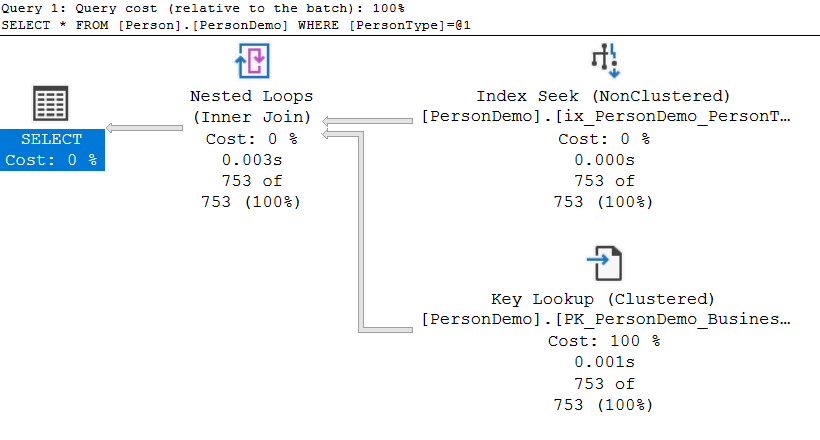 Query 1: Query cost (relative to the batch): 100%
SELECT * FROM [Person].[PersonDemo] WHERE [PersonType]=@1
SELECT
Cost: 0 %
Nested Loops
(Inner Join)
Cost: 0 %
0.003s
753 of
753 (100%)
Index Seek (NonClustered)
[PersonDemo].[ix_PersonDemo_PersonT…
Cost: 0 %
0.000s
753 of
753 (100%)
Key Lookup (Clustered)
[PersonDemo].[PK_PersonDemo_Busines…
Cost: 100 %
0.001s
753 of
753 (100%)